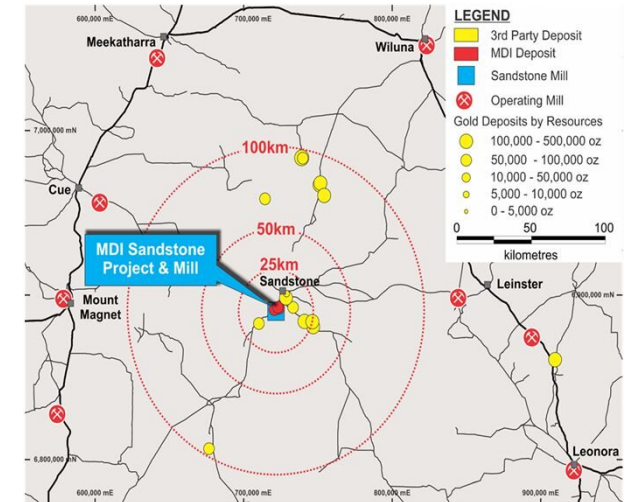 600,000 mE
700,000 mE
800,000 mE
LEGEND
3rd Party Deposit
MDI Deposit
Sandstone Mill
Operating Mill
Gold Deposits by Resources
100,000 - 500,000 oz
50,000 - 100,000 oz
10,000 - 50,000 oz
5,000 - 10,000 oz
0 - 5,000 oz
0 50 100
kilometres
Meekatharra
Wiluna
7,000,000 mN
100km
Cue
50km
MDI Sandstone
Project & Mill
25km
Sandstone
Leinster
Mount
Magnet
6,900,000 mN
Leonora
6,800,000 mN
600,000 mE
700,000 mE
900,000 mE